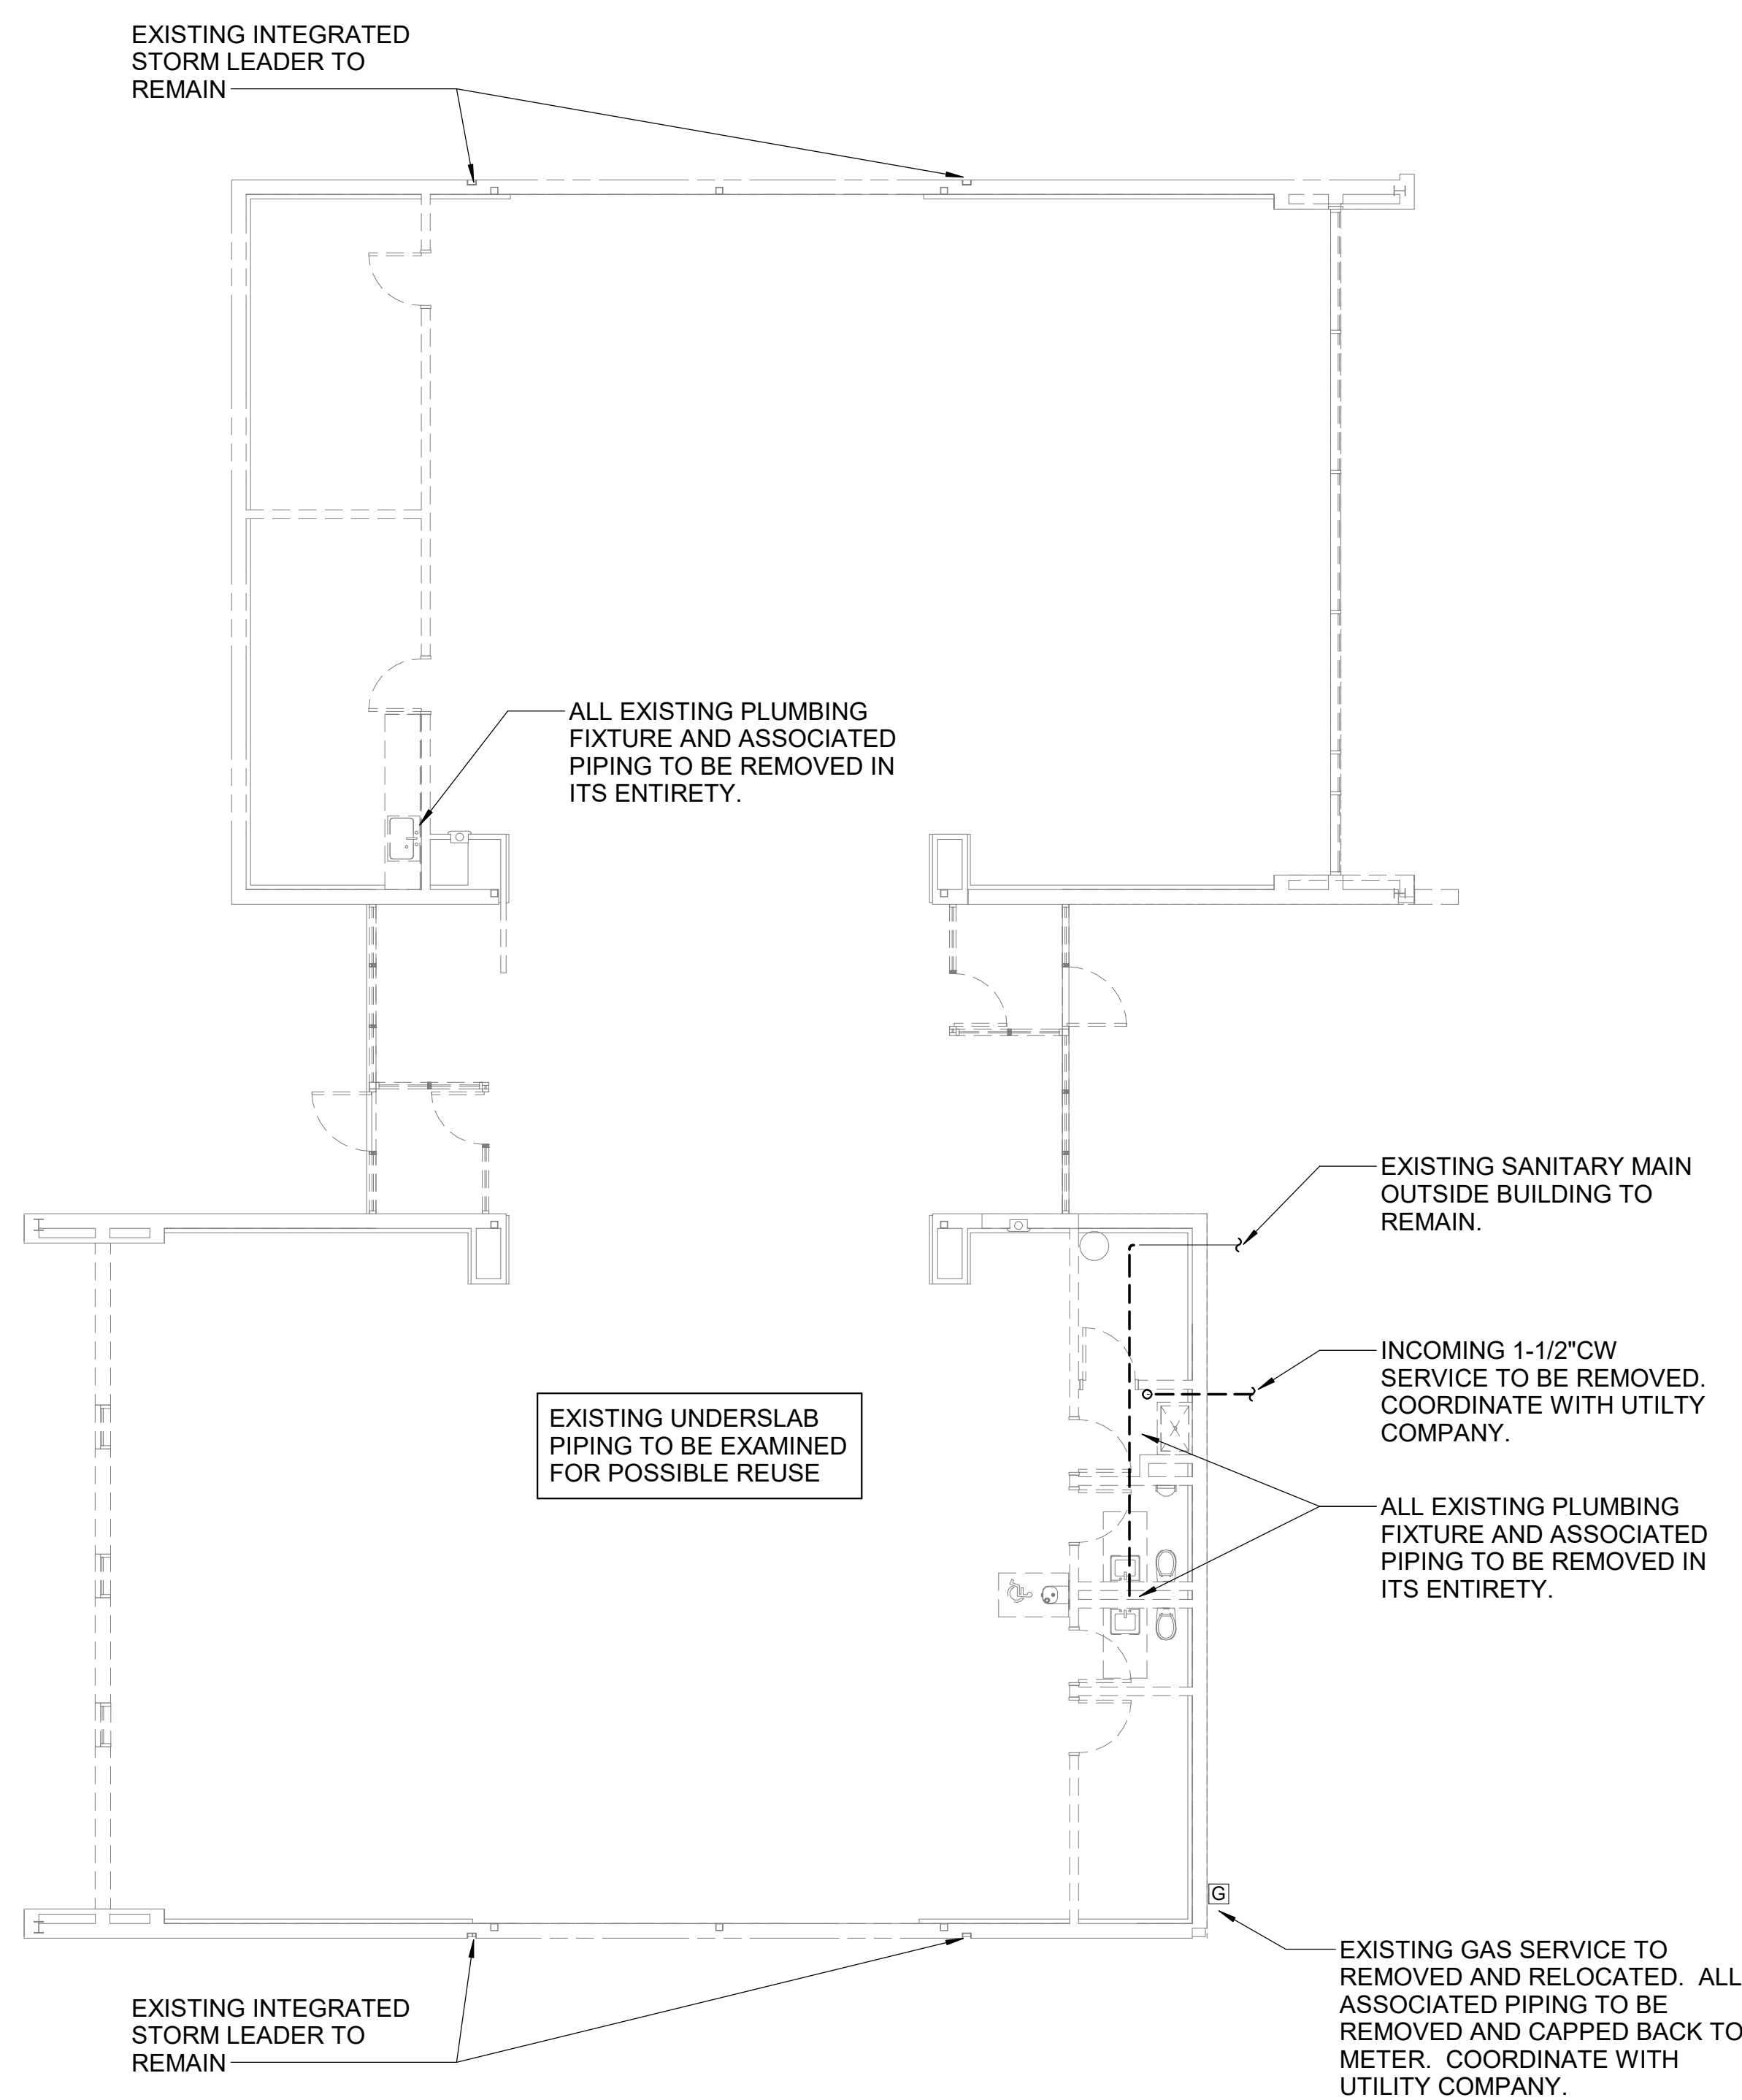 EXISTING INTEGRATED
STORM LEADER TO
REMAIN
ALL EXISTING PLUMBING
FIXTURE AND ASSOCIATED
PIPING TO BE REMOVED IN
ITS ENTIRETY.
EXISTING SANITARY MAIN
OUTSIDE BUILDING TO
REMAIN.
INCOMING 1-1/2"CW
SERVICE TO BE REMOVED.
COORDINATE WITH UTILTY
COMPANY.
EXISTING UNDERSLAB
PIPING TO BE EXAMINED
FOR POSSIBLE REUSE
ALL EXISTING PLUMBING
FIXTURE AND ASSOCIATED
PIPING TO BE REMOVED IN
ITS ENTIRETY.
G
EXISTING GAS SERVICE TO
REMOVED AND RELOCATED.  ALL
ASSOCIATED PIPING TO BE
REMOVED AND CAPPED BACK TO
METER.  COORDINATE WITH
UTILITY COMPANY.
EXISTING INTEGRATED
STORM LEADER TO
REMAIN